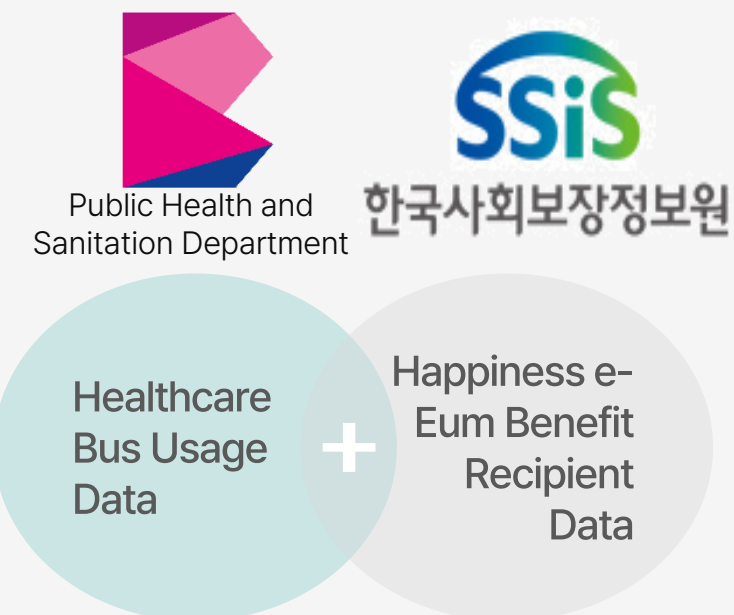 Public Health and
Sanitation Department
SSiS
한국사회보장정보원
Healthcare
Bus Usage
Data
+
Happiness e-
Eum Benefit
Recipient
Data